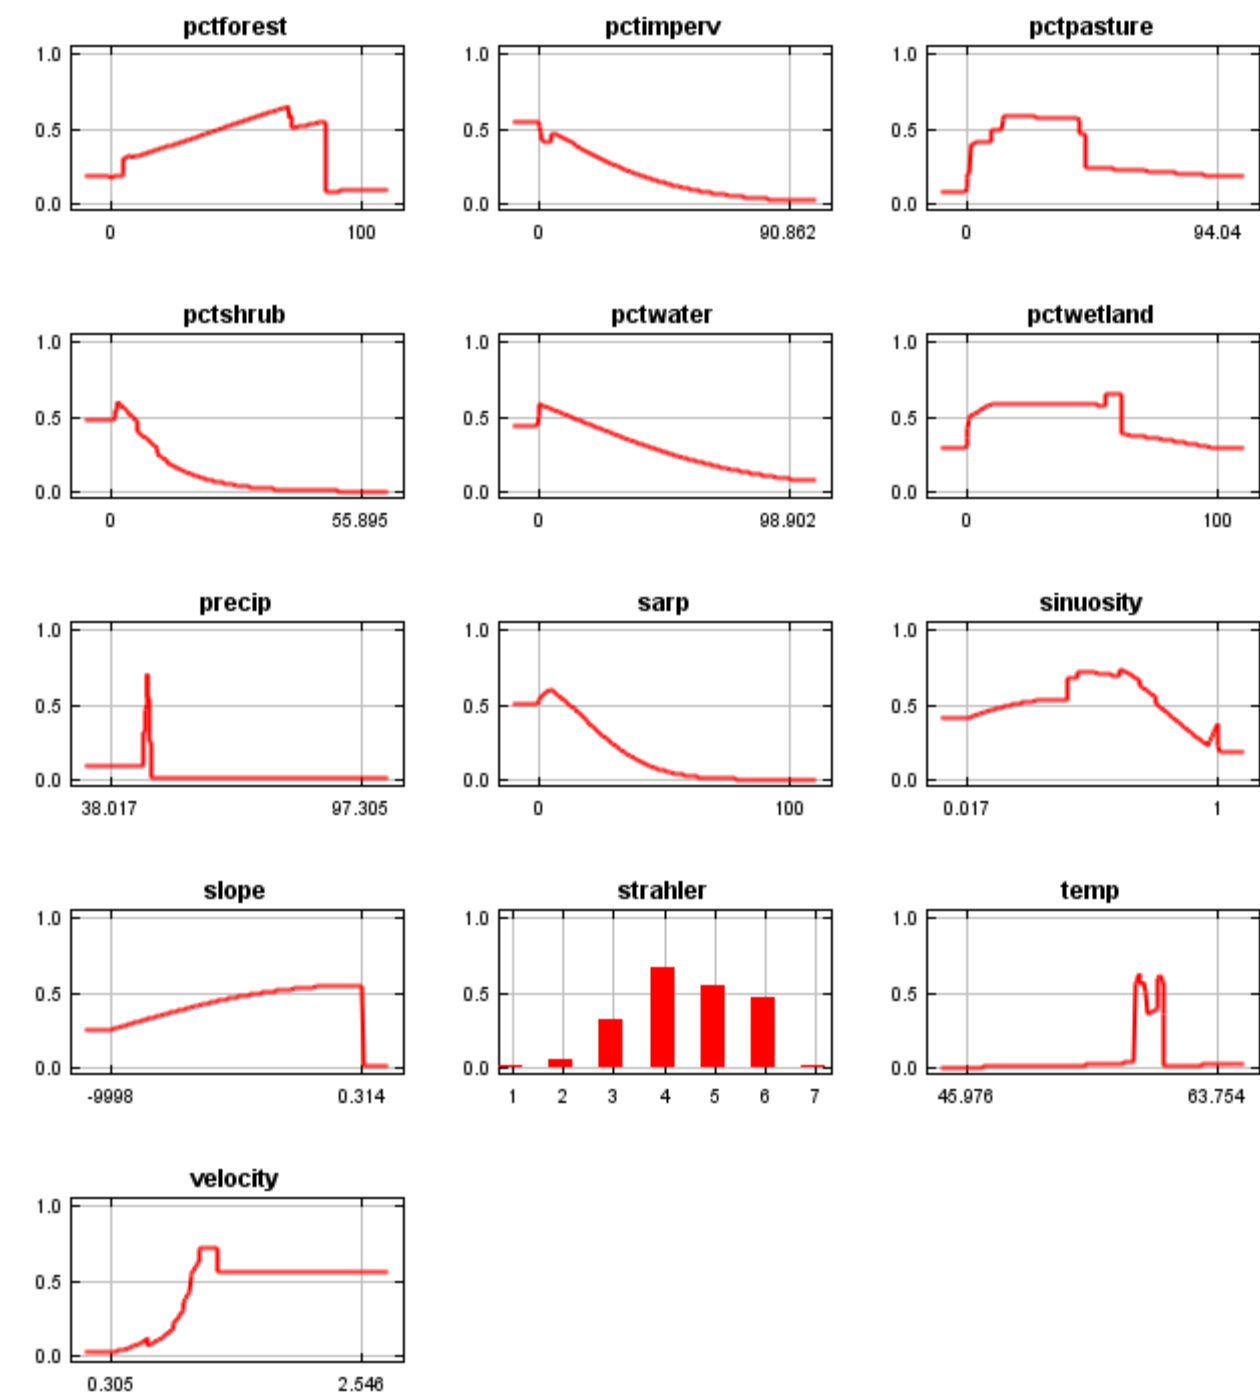 pctforest pctimperv pctpasture
1.0 1.0 1.0
0.5 0.5 0.5
0.0 0.0 0.0
0 100 0 90.862 0 94.04
pctshrub pctwater pctwetland
1.0 1.0 1.0
0.5 0.5 0.5
0.0 0.0 0.0
0 55.895 0 98.902 0 100
precip sarp sinuosity
1.0 1.0 1.0
0.5 0.5 0.5
0.0 0.0 0.0
38.017 97.305 0 100 0.017 1
slope strahler temp
1.0 1.0 1.0
0.5 0.5 0.5
0.0 0.0 0.0
-9998 0.314 1 2 3 4 5 6 7 45.976 63.754
velocity
1.0
0.5
0.0
0.305 2.546